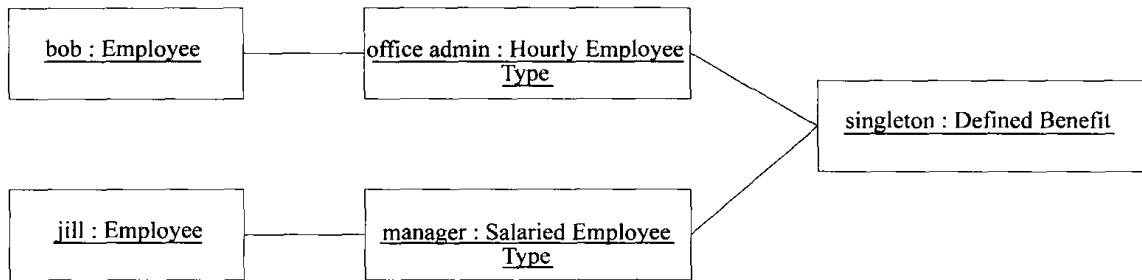 bob : Employee
office admin : Hourly Employee
Type
singleton : Defined Benefit
jill : Employee
manager : Salaried Employee
Type